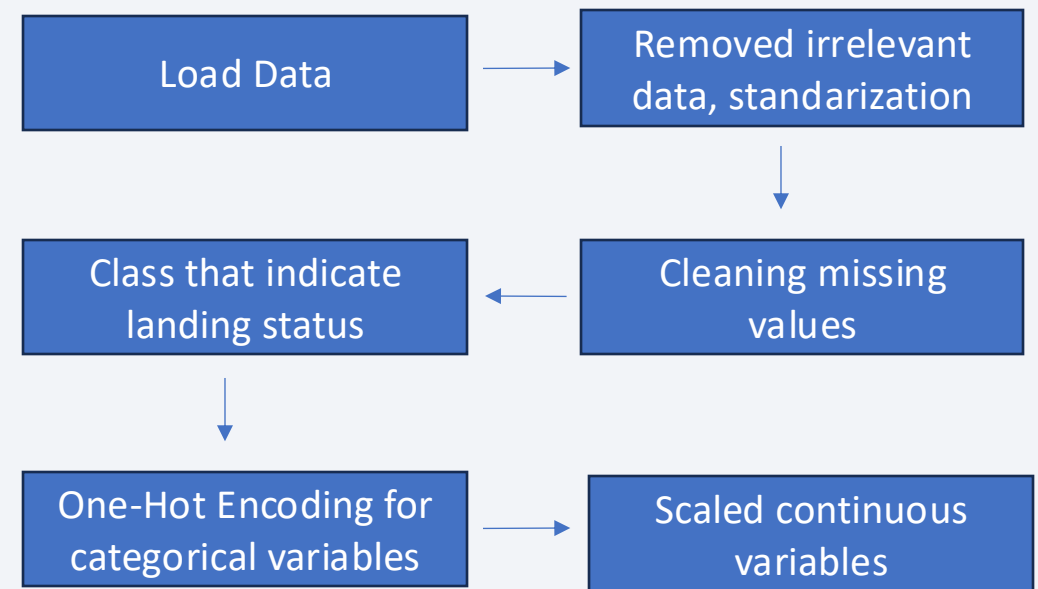 Load Data
Removed irrelevant
data, standarization
Cleaning missing
values
Class that indicate
landing status
One-Hot Encoding for
categorical variables
Scaled continuous
variables